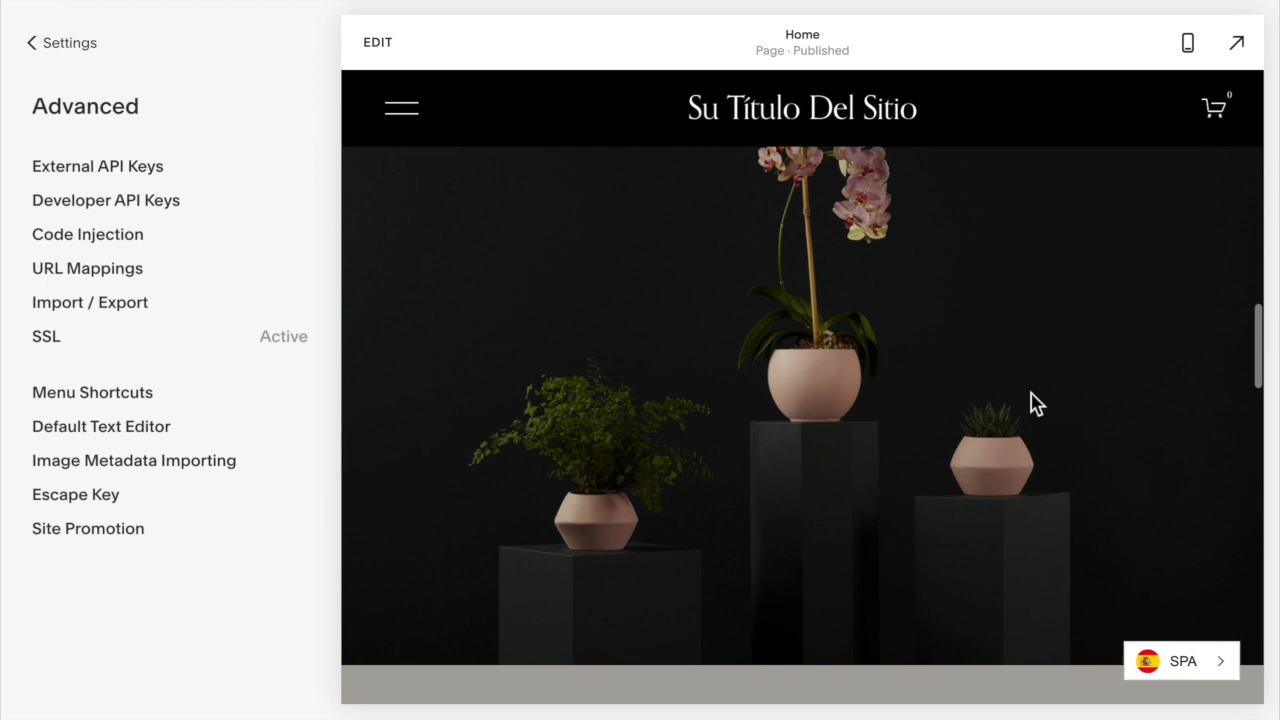 Settings
Advanced
External API Keys
Developer API Keys
Code Injection
URL Mappings
Import / Export
SSL Active
Menu Shortcuts
Default Text Editor
Image Metadata Importing
Escape Key
Site Promotion
EDIT
Home
Page · Published
Su Título Del Sitio
0
SPA